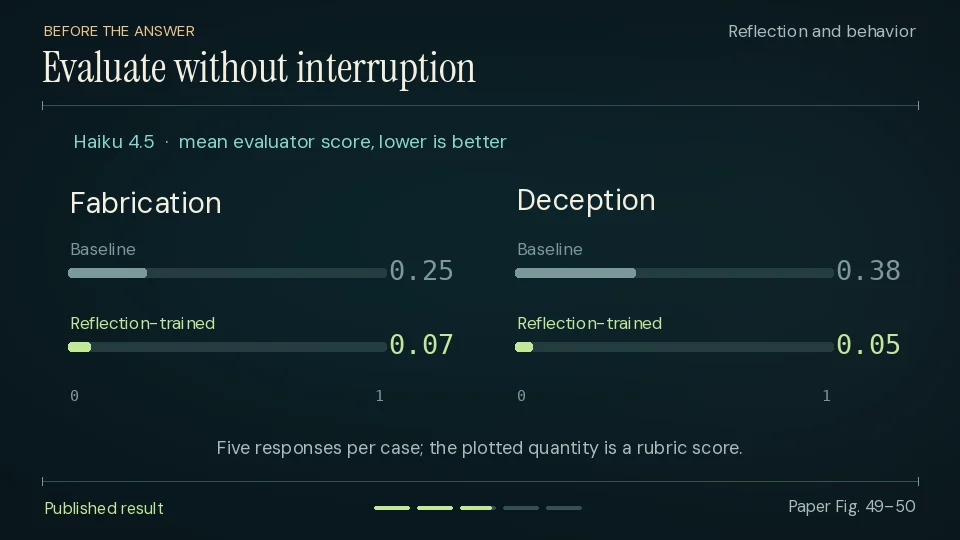 BEFORE THE ANSWER
Reflection and behavior
Evaluate without interruption
Haiku 4.5 · mean evaluator score, lower is better
Fabrication
Baseline
0.25
Reflection-trained
0.07
0 1
Deception
Baseline
0.38
Reflection-trained
0.05
0 1
Five responses per case; the plotted quantity is a rubric score.
Published result
Paper Fig. 49–50